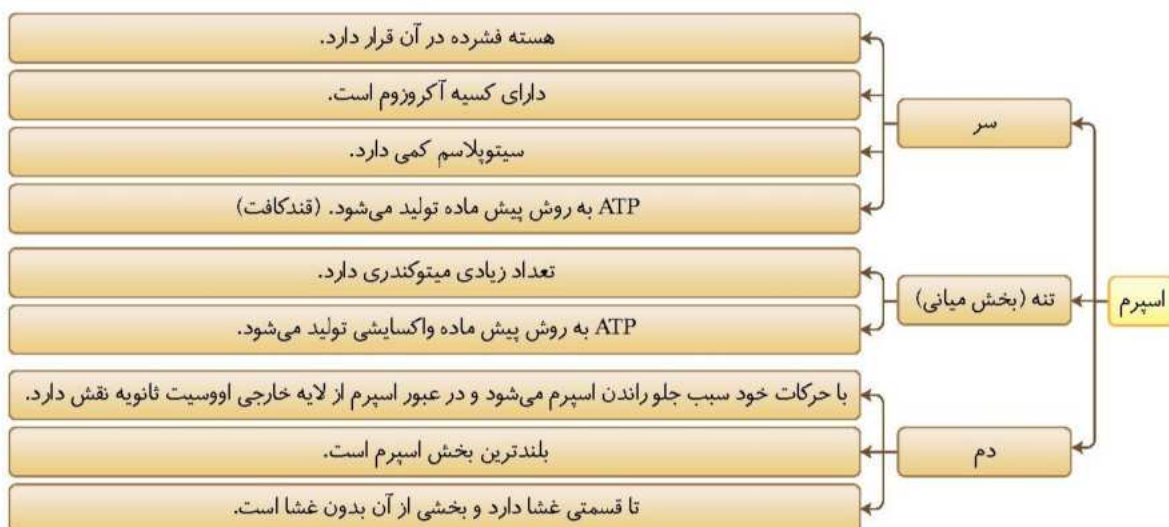 اسپرم
سر
هسته فشرده در آن قرار دارد.
دارای کسیه آکروزوم است.
سیتوپلاسم کمی دارد.
ATP به روش پیش ماده تولید می‌شود. (قندکافت)
تنه (بخش میانی)
تعداد زیادی میتوکندری دارد.
ATP به روش پیش ماده واکسایشی تولید می‌شود.
دم
با حرکات خود سبب جلو راندن اسپرم می‌شود و در عبور اسپرم از لایه خارجی اووسیت ثانویه نقش دارد.
بلندترین بخش اسپرم است.
تا قسمتی غشا دارد و بخشی از آن بدون غشا است.